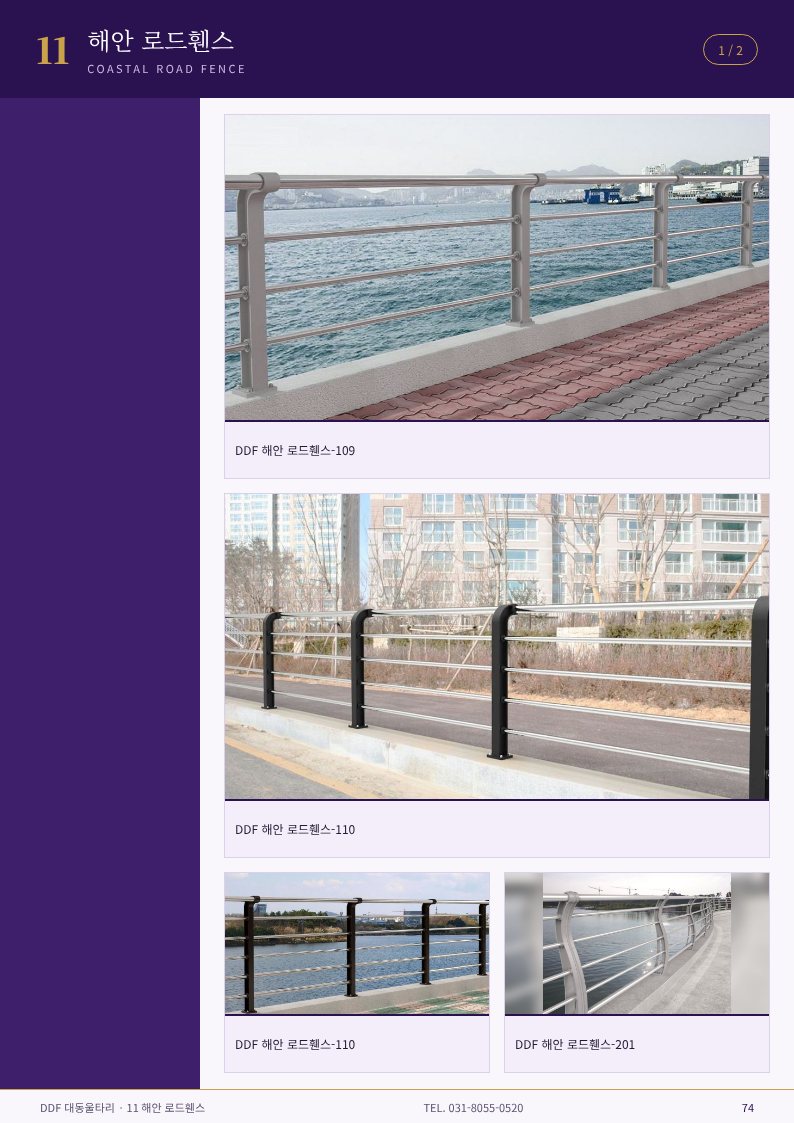 11
해안 로드휀스
COASTAL ROAD FENCE
1 / 2
DDF 해안 로드휀스-109
DDF 해안 로드휀스-110
DDF 해안 로드휀스-110
DDF 해안 로드휀스-201
DDF 대동울타리 · 11 해안 로드휀스
TEL. 031-8055-0520
74